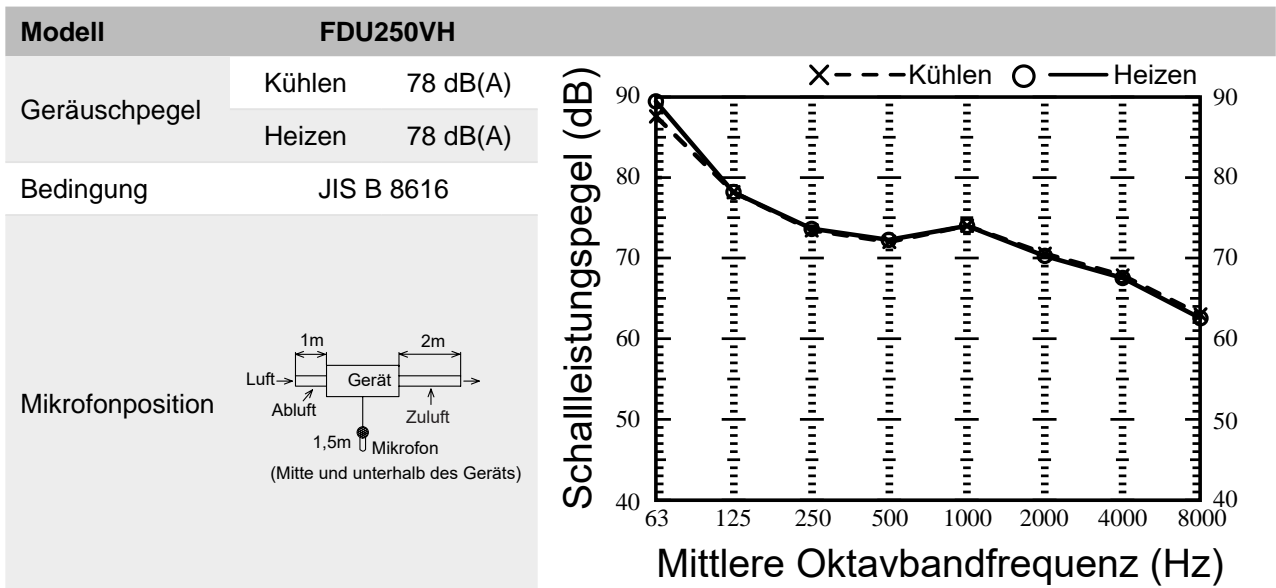 Modell FDU250VH
Geräuschpegel
Kühlen 78 dB(A)
Heizen 78 dB(A)
Bedingung JIS B 8616
Mikrofonposition
1m 2m
Luft Gerät
Abluft Zuluft
1,5m Mikrofon
(Mitte und unterhalb des Geräts)
Kühlen Heizen
Schallleistungspegel (dB)
90 90
80 80
70 70
60 60
50 50
40 40
63 125 250 500 1000 2000 4000 8000
Mittlere Oktavbandfrequenz (Hz)